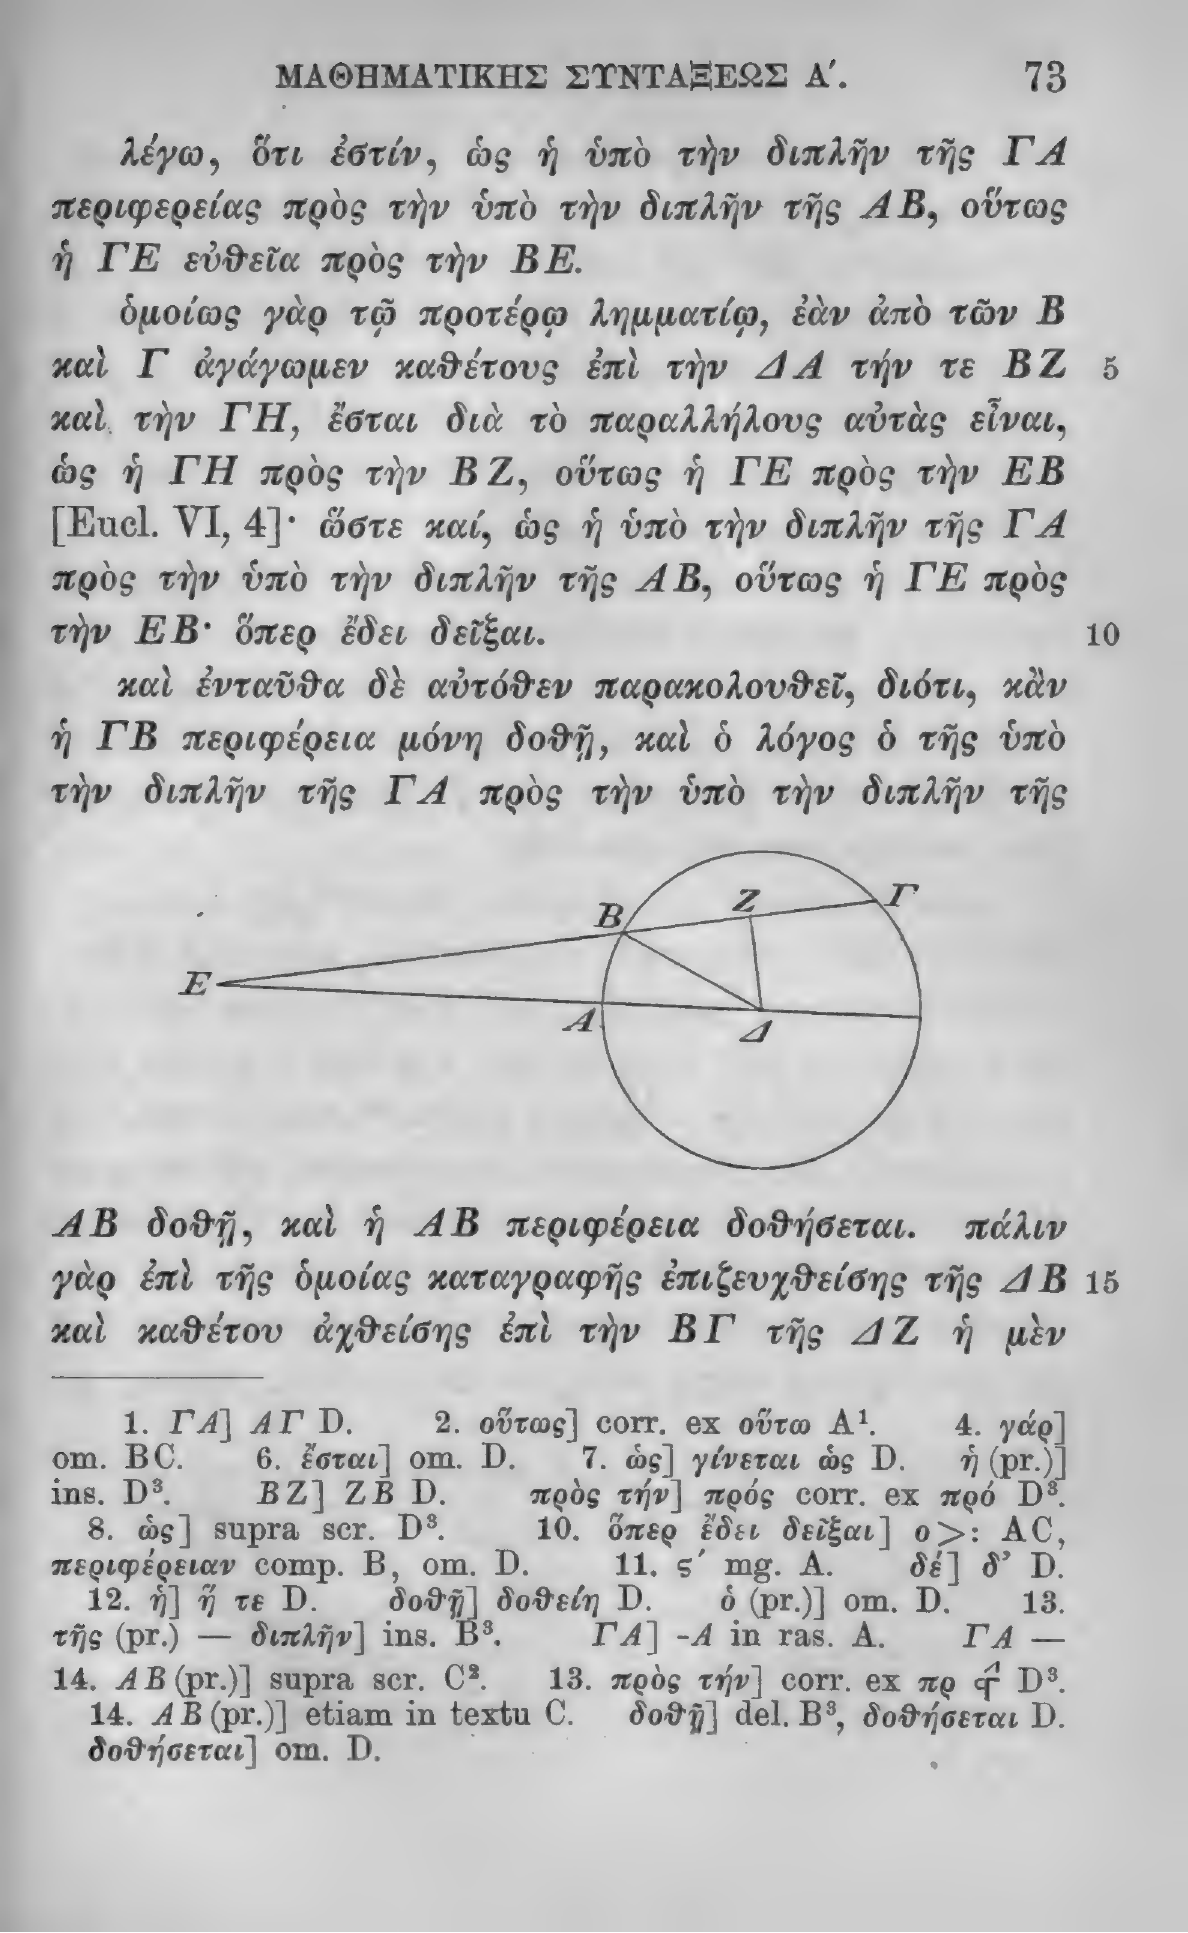 ΜΑΘΗΜΑΤΙΚΗΣ ΣΥΝΤΑΞΕΩΣ Α΄. 73
λέγω, ὅτι ἐστίν, ὡς ἡ ὑπὸ τὴν διπλῆν τῆς ΓΑ
περιφερείας πρὸς τὴν ὑπὸ τὴν διπλῆν τῆς ΑΒ, οὕτως
ἡ ΓΕ εὐθεῖα πρὸς τὴν ΒΕ.
ὁμοίως γὰρ τῷ προτέρῳ λημματίῳ, ἐὰν ἀπὸ τῶν Β
καὶ Γ ἀγάγωμεν καθέτους ἐπὶ τὴν ΔΑ τήν τε ΒΖ 5
καὶ τὴν ΓΗ, ἔσται διὰ τὸ παραλλήλους αὐτὰς εἶναι,
ὡς ἡ ΓΗ πρὸς τὴν ΒΖ, οὕτως ἡ ΓΕ πρὸς τὴν ΕΒ
[Eucl. VI, 4]· ὥστε καί, ὡς ἡ ὑπὸ τὴν διπλῆν τῆς ΓΑ
πρὸς τὴν ὑπὸ τὴν διπλῆν τῆς ΑΒ, οὕτως ἡ ΓΕ πρὸς
τὴν ΕΒ· ὅπερ ἔδει δεῖξαι. 10
καὶ ἐνταῦθα δὲ αὐτόθεν παρακολουθεῖ, διότι, κἂν
ἡ ΓΒ περιφέρεια μόνη δοθῇ, καὶ ὁ λόγος ὁ τῆς ὑπὸ
τὴν διπλῆν τῆς ΓΑ πρὸς τὴν ὑπὸ τὴν διπλῆν τῆς
Β Ζ Γ
Ε
Α Δ
ΑΒ δοθῇ, καὶ ἡ ΑΒ περιφέρεια δοθήσεται. πάλιν
γὰρ ἐπὶ τῆς ὁμοίας καταγραφῆς ἐπιζευχθείσης τῆς ΔΒ 15
καὶ καθέτου ἀχθείσης ἐπὶ τὴν ΒΓ τῆς ΔΖ ἡ μὲν
1. ΓΑ] ΑΓ D. 2. οὕτως] corr. ex οὕτω A¹. 4. γάρ]
om. BC. 6. ἔσται] om. D. 7. ὡς] γίνεται ὡς D. ἡ (pr.)]
ins. D³. ΒΖ] ΖΒ D. πρὸς τήν] πρός corr. ex πρό D³.
8. ὡς] supra scr. D³. 10. ὅπερ ἔδει δεῖξαι] o>: AC,
περιφέρειαν comp. B, om. D. 11. ϛ΄ mg. A. δέ] δ’ D.
12. ἡ] ἥ τε D. δοθῇ] δοθείη D. ὁ (pr.)] om. D. 13.
τῆς (pr.) — διπλῆν] ins. B³. ΓΑ] -Α in ras. A. ΓΑ —
14. ΑΒ (pr.)] supra scr. C². 13. πρὸς τήν] corr. ex πρ D³.
14. ΑΒ (pr.)] etiam in textu C. δοθῇ] del. B³, δοθήσεται D.
δοθήσεται] om. D.